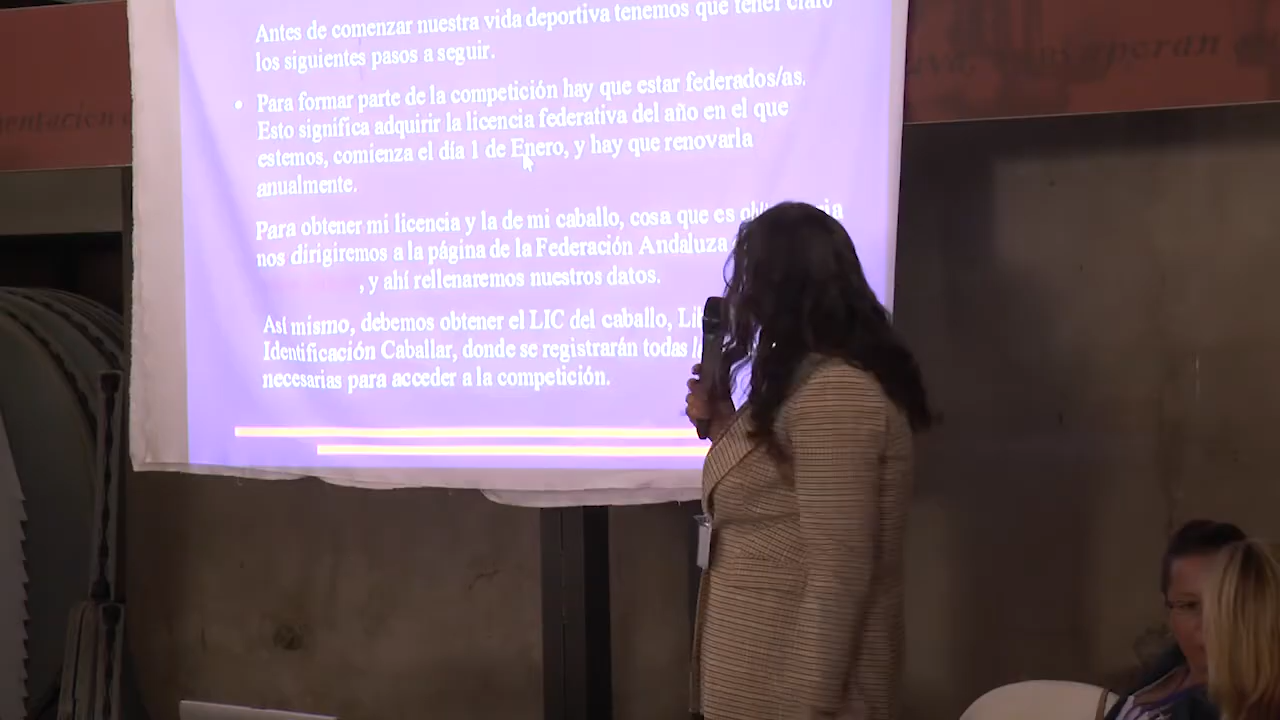 Antes de comenzar nuestra vida deportiva tenemos que tener claro
los siguientes pasos a seguir.
• Para formar parte de la competición hay que estar federados/as.
Esto significa adquirir la licencia federativa del año en el que
estemos, comienza el día 1 de Enero, y hay que renovarla
anualmente.
Para obtener mi licencia y la de mi caballo, cosa que es
nos dirigiremos a la página de la Federación Andaluza
, y ahí rellenaremos nuestros datos.
Así mismo, debemos obtener el LIC del caballo,
Identificación Caballar, donde se registrarán todas
necesarias para acceder a la competición.